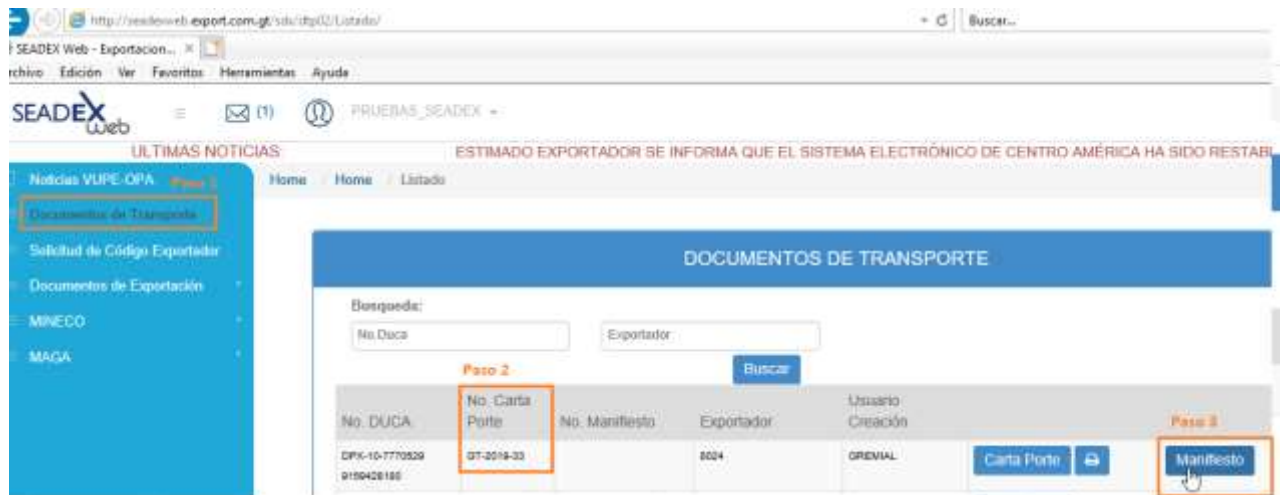 http://seadexweb.export.com.gt/sdx/dtpl02/Listado/
Buscar...
SEADEX Web - Exportacion...
rchivo Edición Ver Favoritos Herramientas Ayuda
SEADEX web
(1)
PRUEBAS_SEADEX
ULTIMAS NOTICIAS:
ESTIMADO EXPORTADOR SE INFORMA QUE EL SISTEMA ELECTRÓNICO DE CENTRO AMÉRICA HA SIDO RESTABL
Noticias VUPE-OPA
Paso 1
Home / Home / Listado
Documentos de Transporte
Solicitud de Código Exportador
Documentos de Exportación
MINECO
MAGA
DOCUMENTOS DE TRANSPORTE
Busqueda:
No.Duca
Exportador
Buscar
Paso 2
No. DUCA
No. Carta Porte
No. Manifiesto
Exportador
Usuario Creación
Paso 3
DPX-10-7770529
9159428180
GT-2019-33
8024
GREMIAL
Carta Porte
Manifiesto